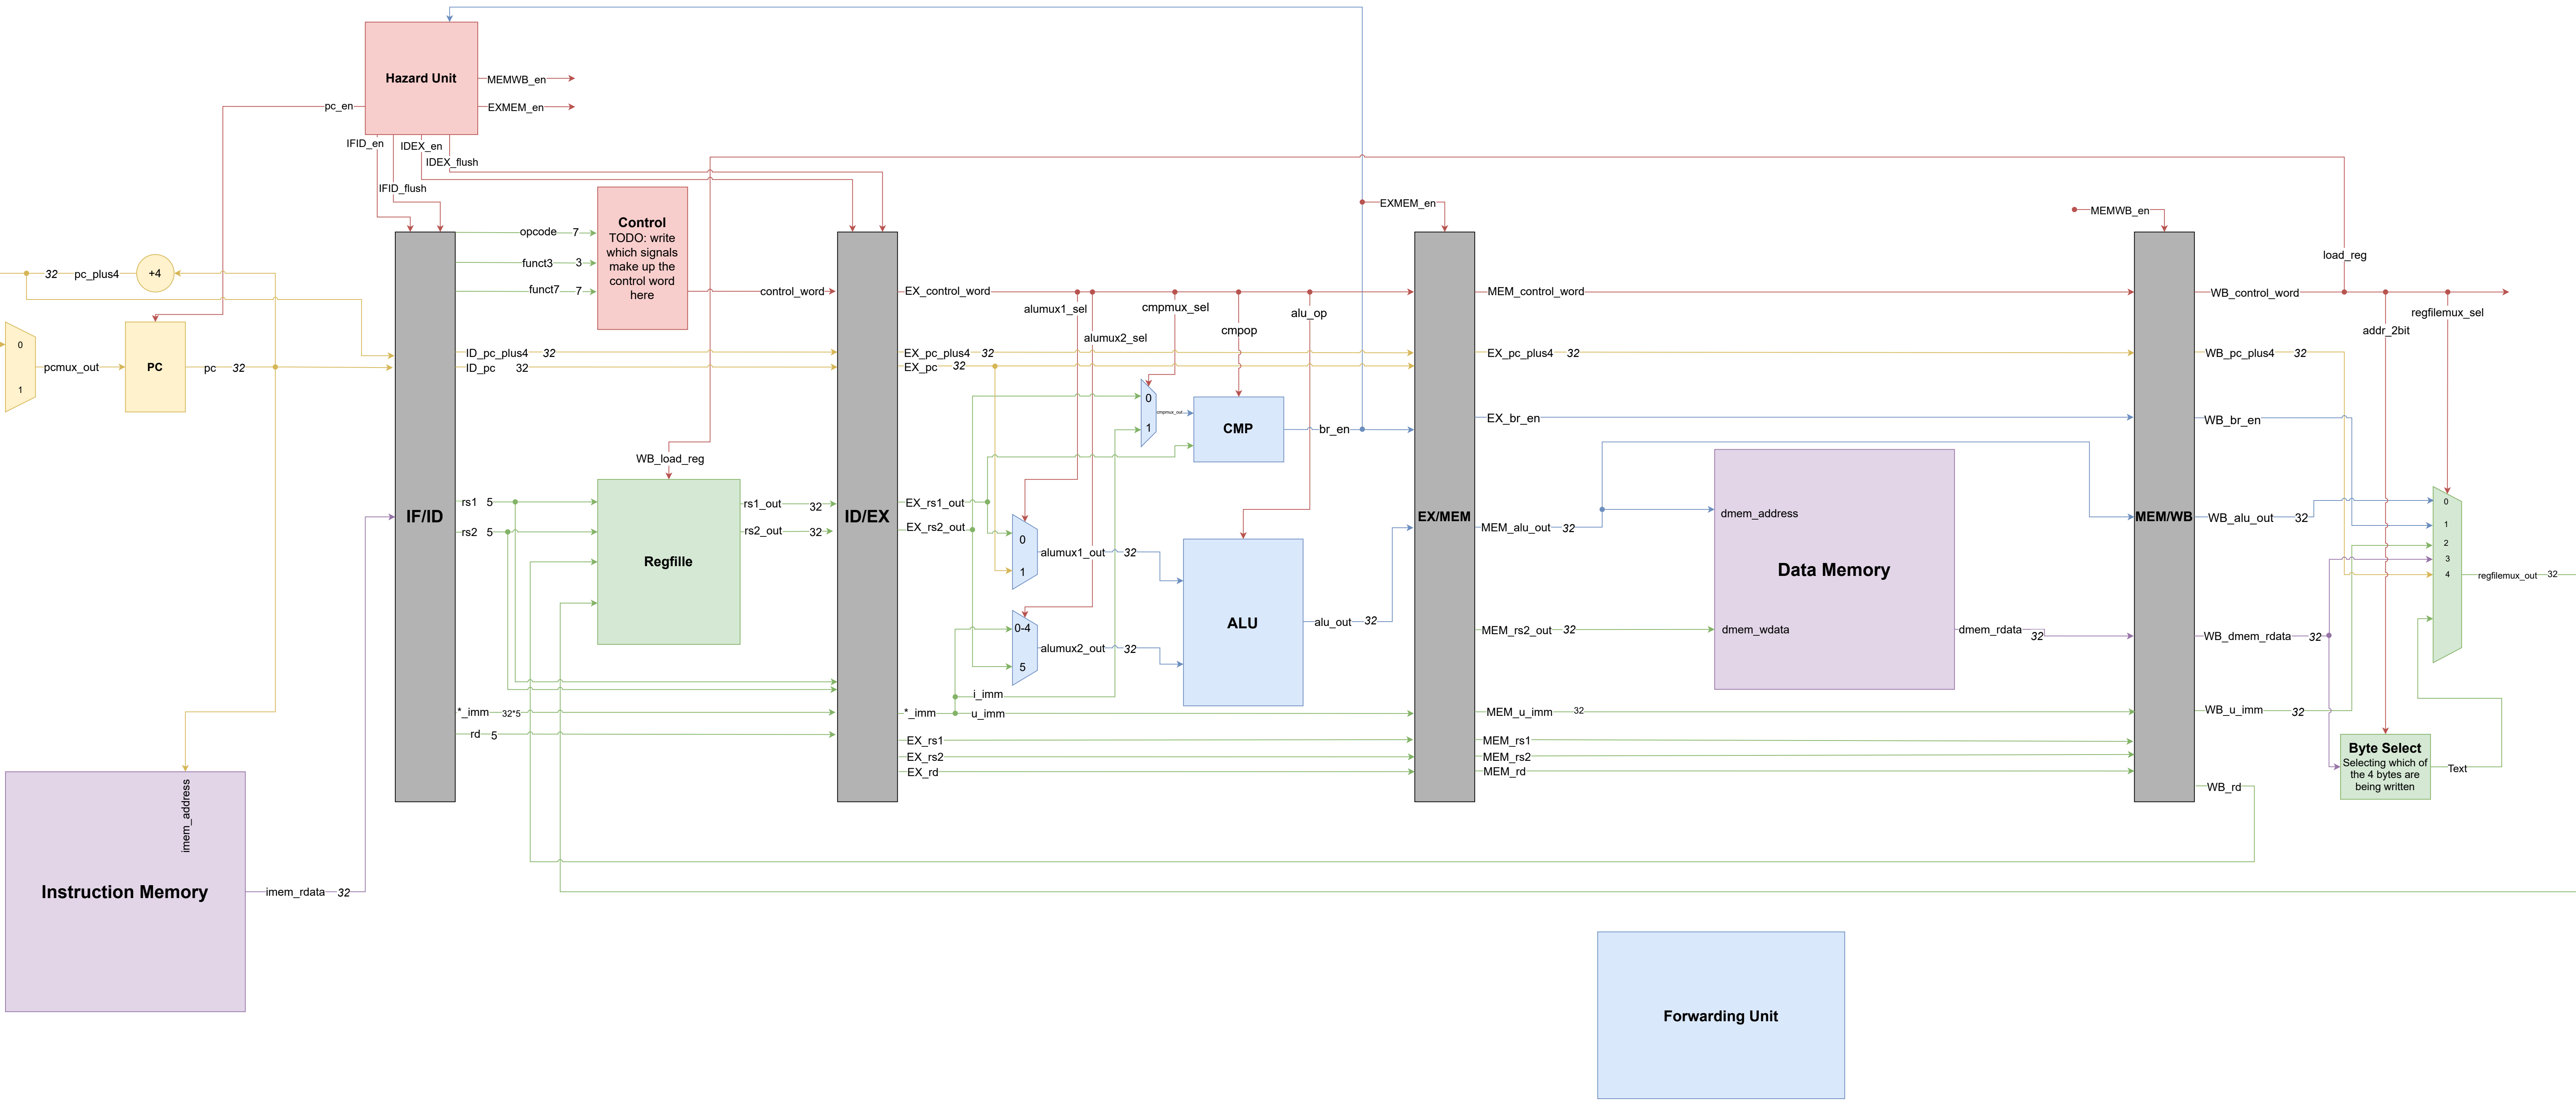 Hazard Unit
MEMWB_en
EXMEM_en
pc_en
IFID_en
IDEX_en
IDEX_flush
IFID_flush
EXMEM_en
MEMWB_en
Control
TODO: write
which signals
make up the
control word
here
opcode 7
funct3 3
funct7 7
control_word
32 pc_plus4
+4
0
1
pcmux_out
PC
pc 32
IF/ID
ID_pc_plus4 32
ID_pc 32
WB_load_reg
rs1 5
rs2 5
Regfille
rs1_out 32
rs2_out 32
*_imm 32*5
rd 5
imem_address
Instruction Memory
imem_rdata 32
ID/EX
EX_control_word
alumux1_sel
alumux2_sel
cmpmux_sel
cmpop
alu_op
EX_pc_plus4 32
EX_pc 32
0
1
cmpmux_out
CMP
br_en
EX_rs1_out
EX_rs2_out
0
1
alumux1_out 32
0-4
5
alumux2_out 32
ALU
alu_out 32
i_imm
*_imm
u_imm
EX_rs1
EX_rs2
EX_rd
EX/MEM
MEM_control_word
EX_pc_plus4 32
EX_br_en
MEM_alu_out 32
dmem_address
Data Memory
MEM_rs2_out 32
dmem_wdata
dmem_rdata 32
MEM_u_imm 32
MEM_rs1
MEM_rs2
MEM_rd
MEM/WB
load_reg
WB_control_word
addr_2bit
regfilemux_sel
WB_pc_plus4 32
WB_br_en
WB_alu_out 32
0
1
2
3
4
regfilemux_out 32
WB_dmem_rdata 32
WB_u_imm 32
Byte Select
Selecting which of
the 4 bytes are
being written
Text
WB_rd
Forwarding Unit